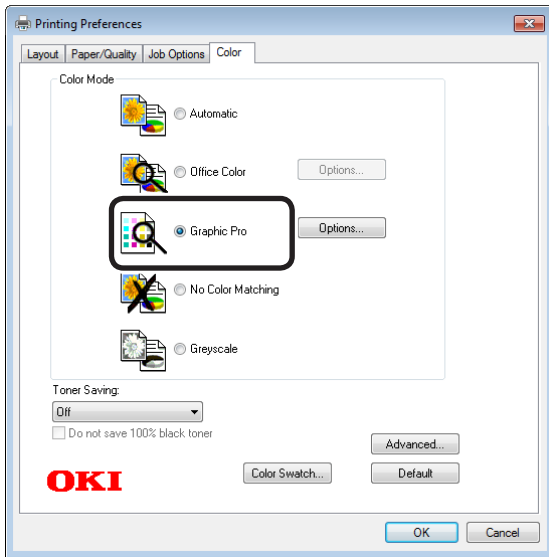 Printing Preferences
Layout Paper/Quality Job Options Color
Color Mode
Automatic
Office Color Options...
Graphic Pro Options...
No Color Matching
Greyscale
Toner Saving:
Off
Do not save 100% black toner
Advanced...
OKI Color Swatch... Default
OK Cancel